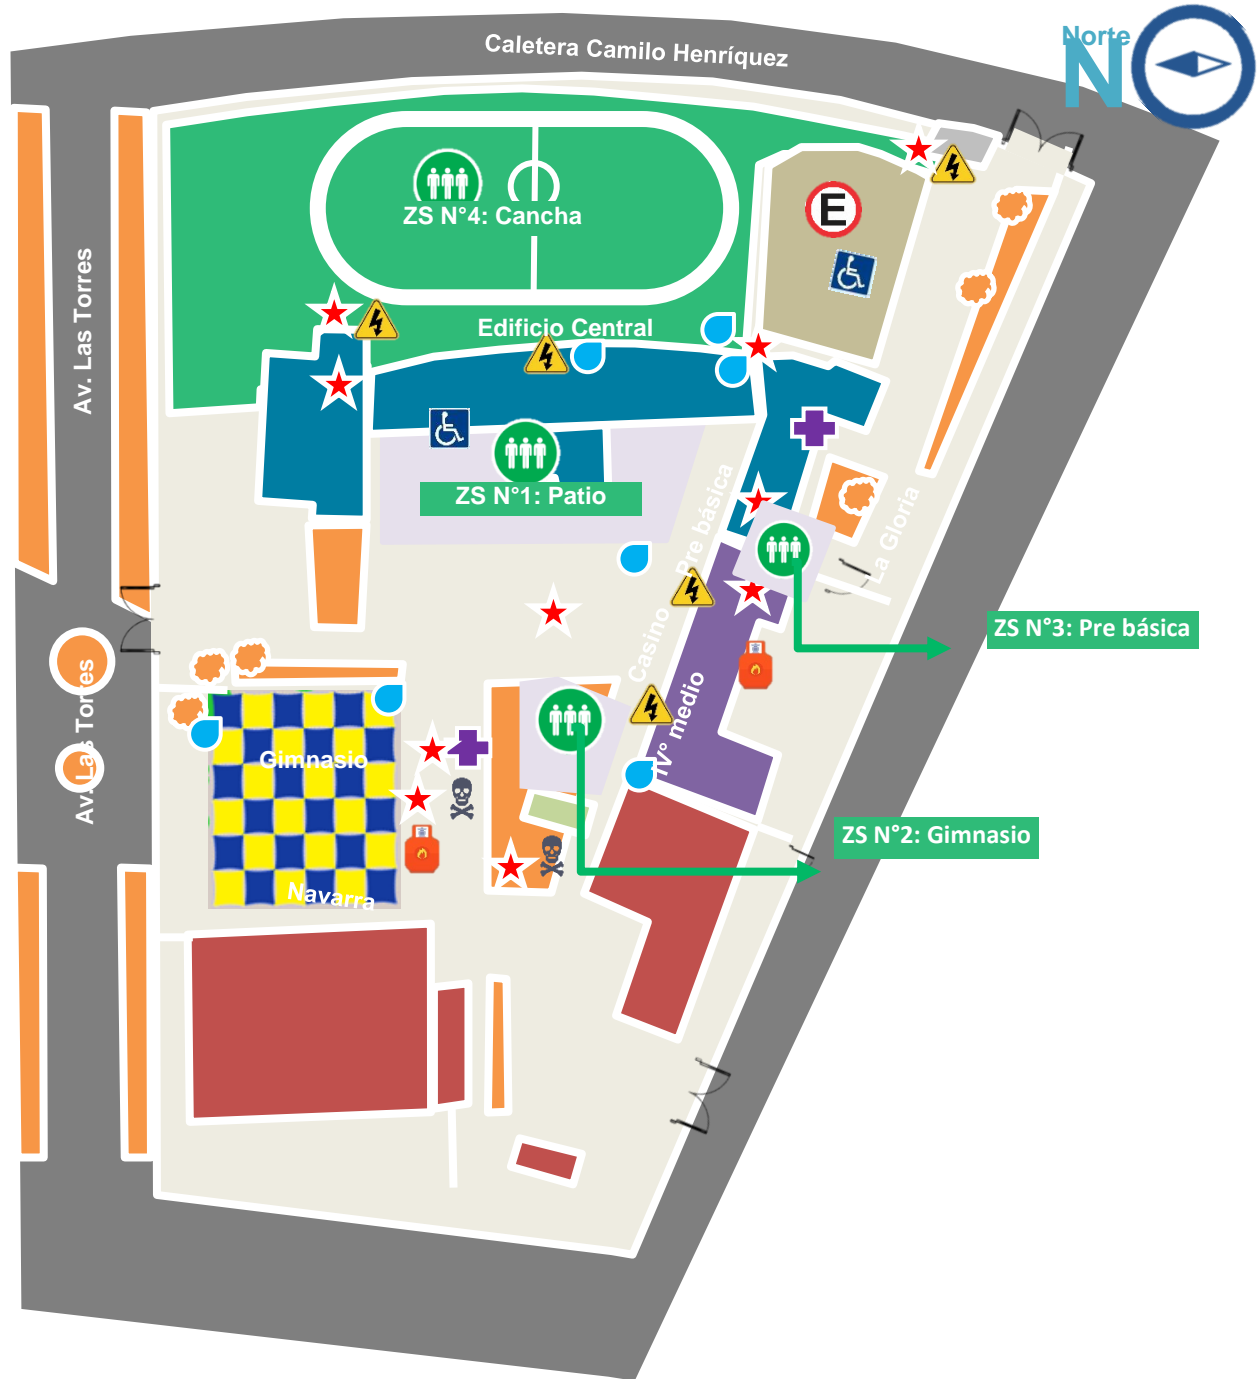 Norte
N
Caletera Camilo Henríquez
ZS N°4: Cancha
E
Av. Las Torres
Edificio Central
ZS N°1: Patio
Pre básica
La Gloria
Casino
ZS N°3: Pre básica
Av. Las Torres
IV° medio
Gimnasio
ZS N°2: Gimnasio
Navarra